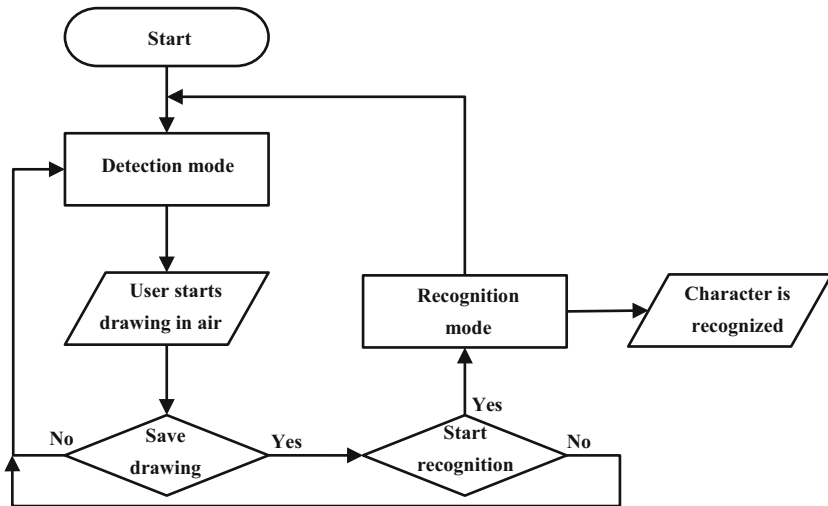 Start
Detection mode
User starts
drawing in air
Recognition
mode
Character is
recognized
Yes
No
Save
drawing
Yes
Start
recognition
No